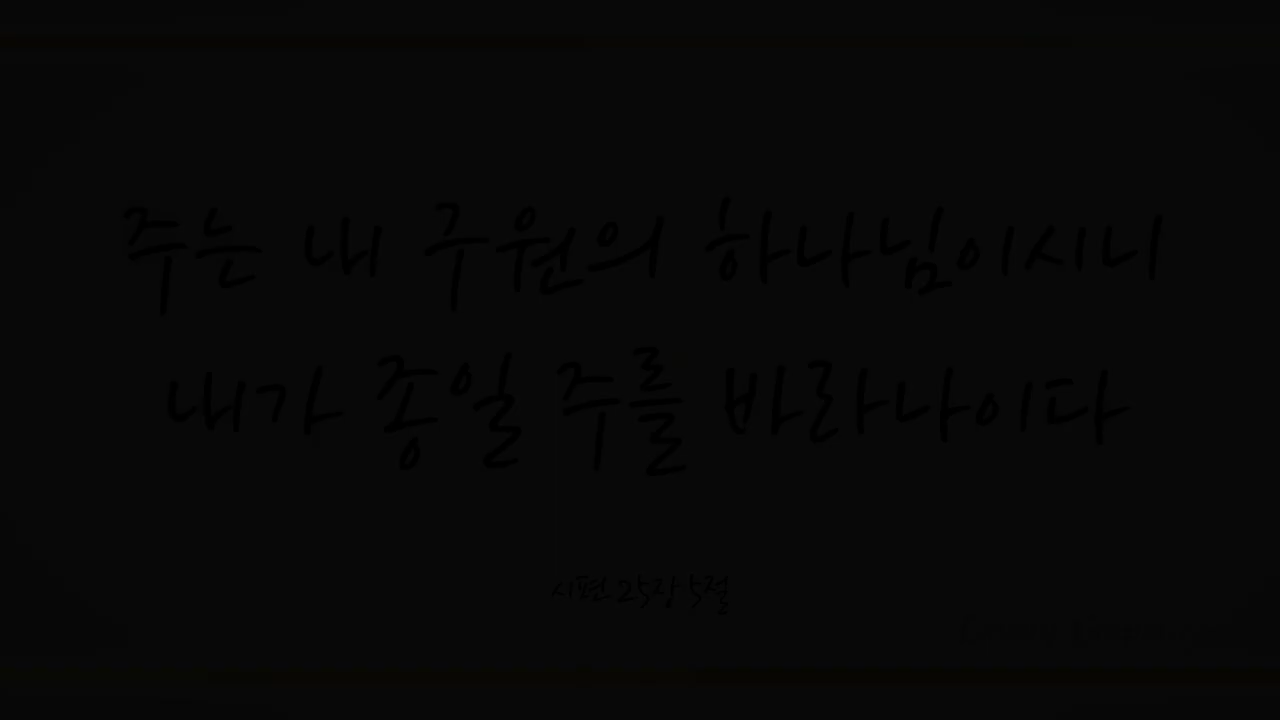 주는 내 구원의 하나님이시니
내가 종일 주를 바라나이다
시편 25장 5절